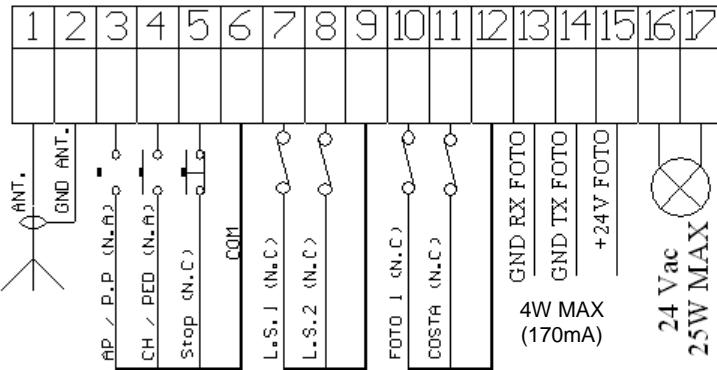 1 2 3 4 5 6 7 8 9 10 11 12 13 14 15 16 17
ANT.
GND ANT.
AP / P.P (N.A)
CH / PED (N.A)
Stop (N.C)
COM
L.S.1 (N.C)
L.S.2 (N.C)
FOTO 1 (N.C)
COSTA (N.C)
GND RX FOTO
GND TX FOTO
+24V FOTO
4W MAX
(170mA)
24 Vac
25W MAX